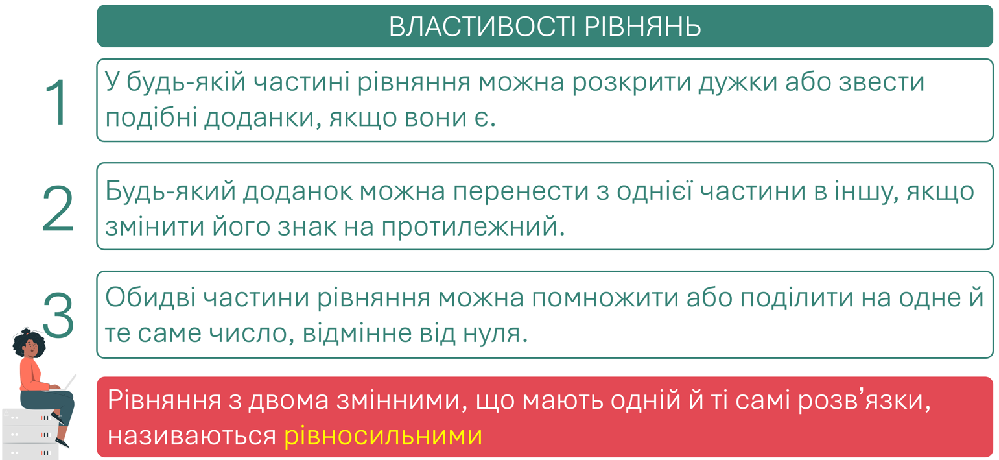 ВЛАСТИВОСТІ РІВНЯНЬ
1
У будь-якій частині рівняння можна розкрити дужки або звести
подібні доданки, якщо вони є.
2
Будь-який доданок можна перенести з однієї частини в іншу, якщо
змінити його знак на протилежний.
3
Обидві частини рівняння можна помножити або поділити на одне й
те саме число, відмінне від нуля.
Рівняння з двома змінними, що мають одній й ті самі розв’язки,
називаються рівносильними